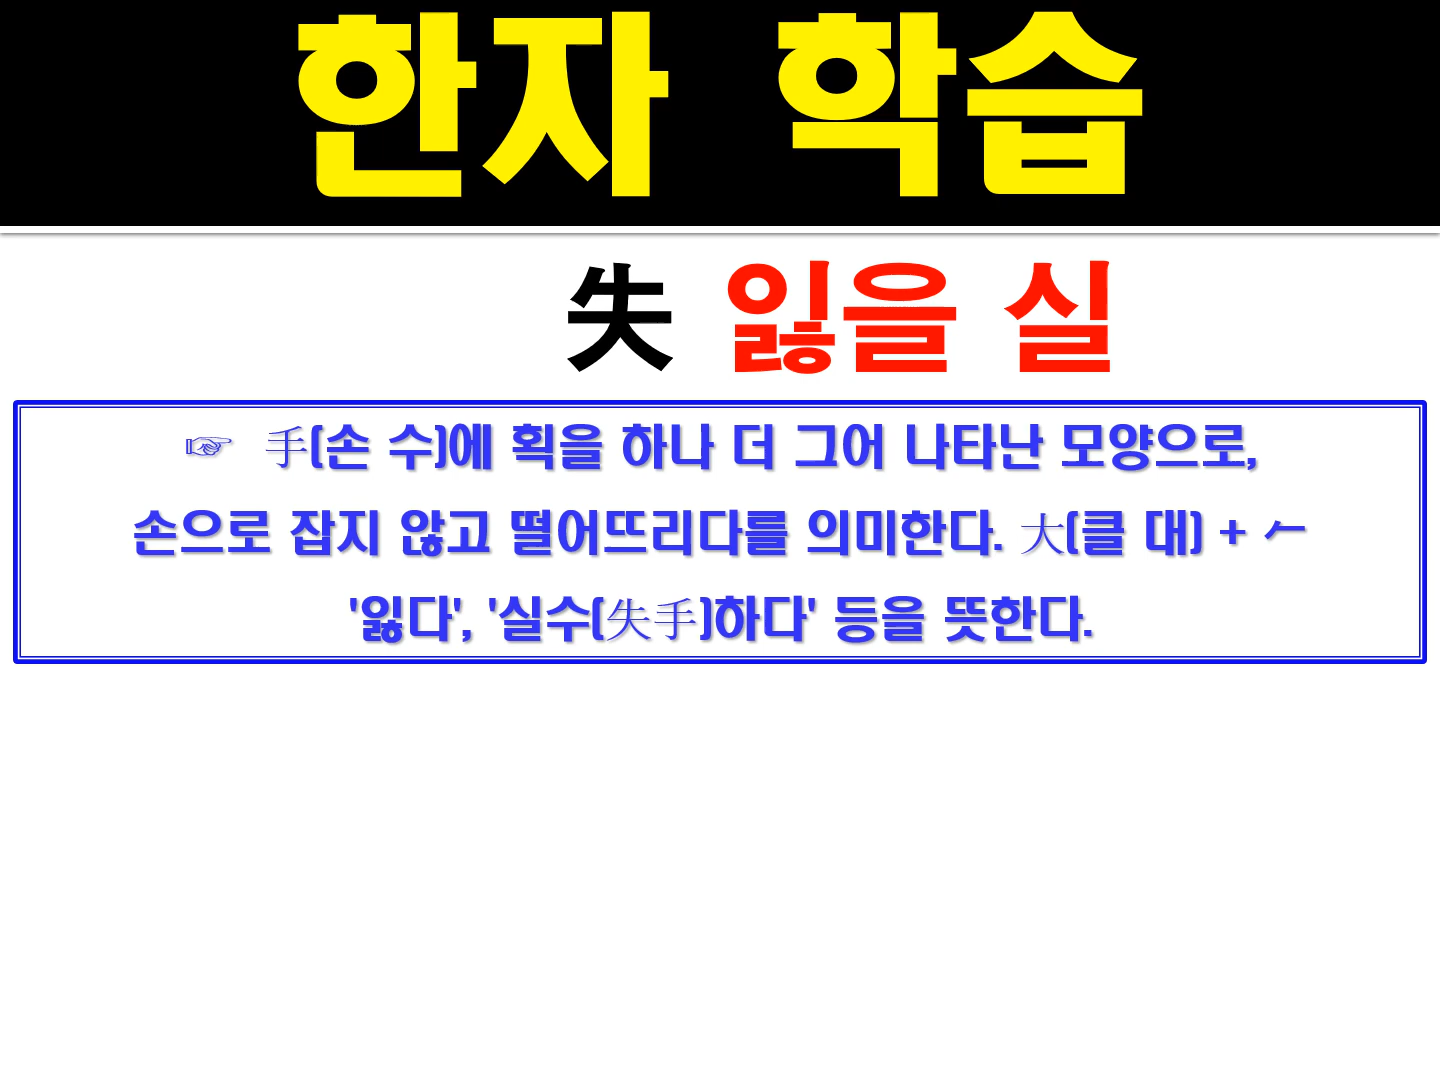 한자 학습
失 잃을 실
☞ 手(손 수)에 획을 하나 더 그어 나타난 모양으로,
손으로 잡지 않고 떨어뜨리다를 의미한다. 大(클 대) + 𠂉
'잃다', '실수(失手)하다' 등을 뜻한다.